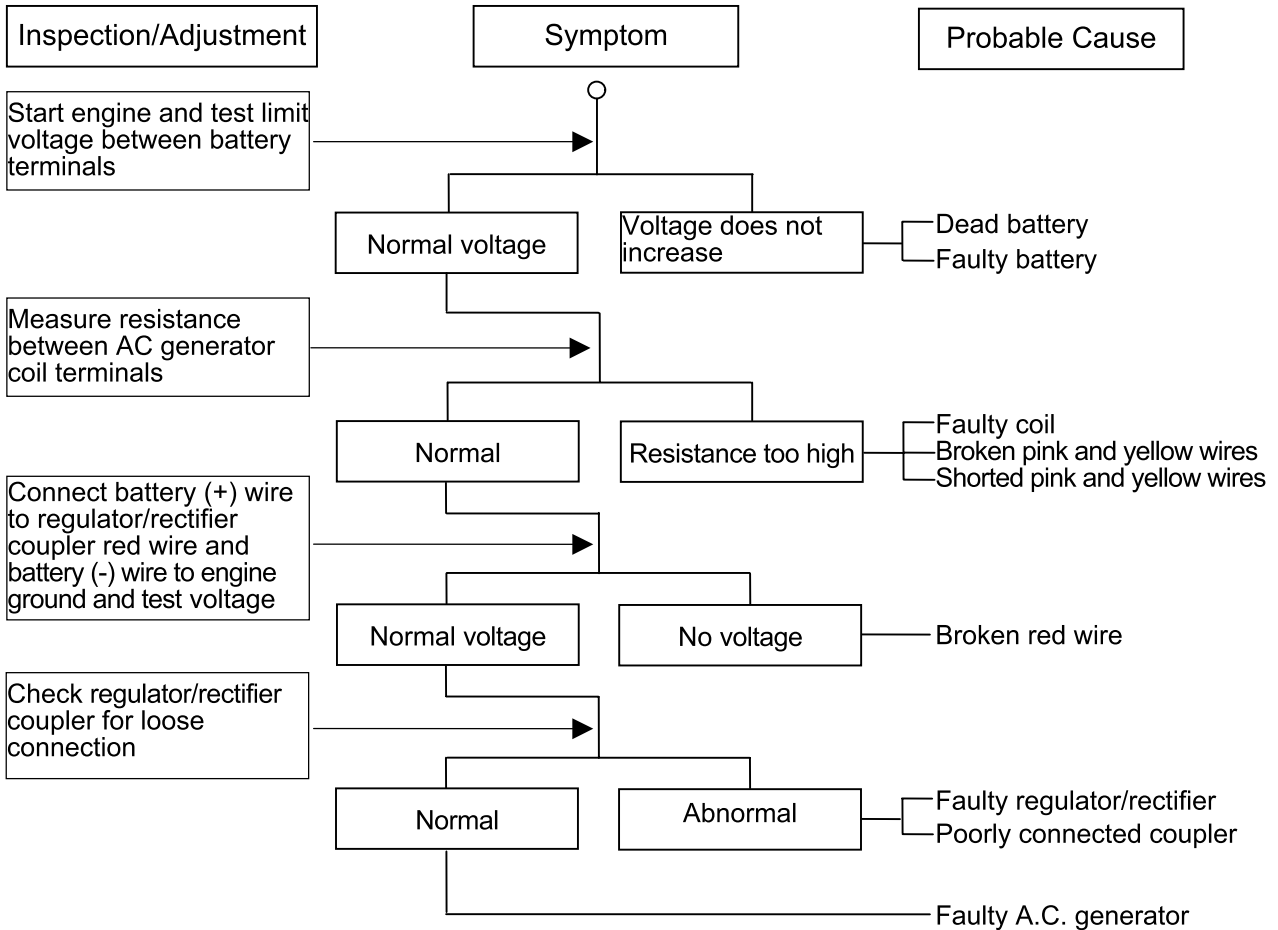 Inspection/Adjustment
Symptom
Probable Cause
Start engine and test limit
voltage between battery
terminals
Normal voltage
Voltage does not
increase
Dead battery
Faulty battery
Measure resistance
between AC generator
coil terminals
Normal
Resistance too high
Faulty coil
Broken pink and yellow wires
Shorted pink and yellow wires
Connect battery (+) wire
to regulator/rectifier
coupler red wire and
battery (-) wire to engine
ground and test voltage
Normal voltage
No voltage
Broken red wire
Check regulator/rectifier
coupler for loose
connection
Normal
Abnormal
Faulty regulator/rectifier
Poorly connected coupler
Faulty A.C. generator